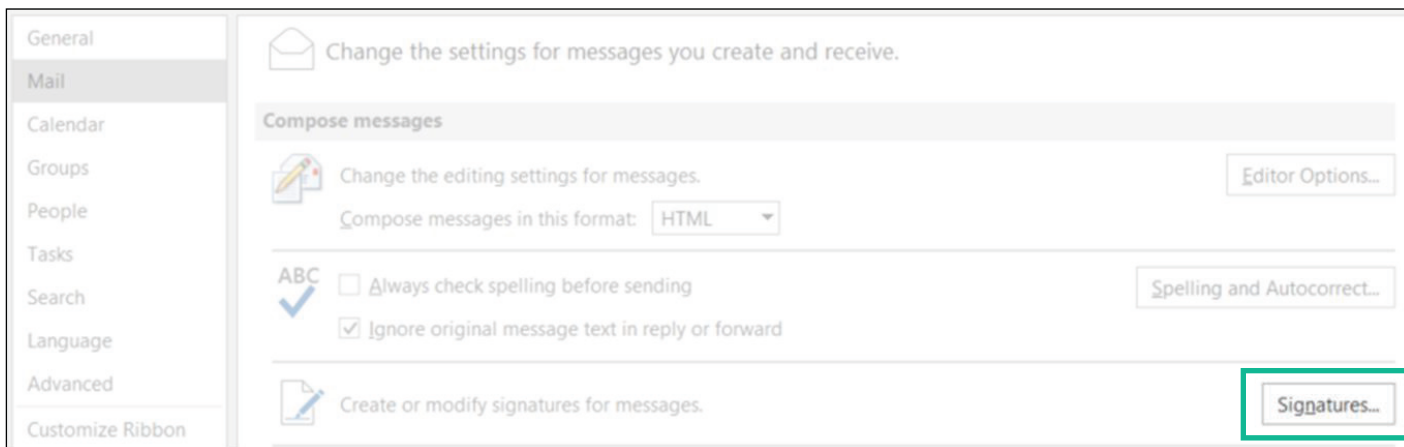 General
Mail
Calendar
Groups
People
Tasks
Search
Language
Advanced
Customize Ribbon
Change the settings for messages you create and receive.
Compose messages
Change the editing settings for messages.
Editor Options...
Compose messages in this format: HTML
ABC
Always check spelling before sending
Spelling and Autocorrect...
Ignore original message text in reply or forward
Create or modify signatures for messages.
Signatures...